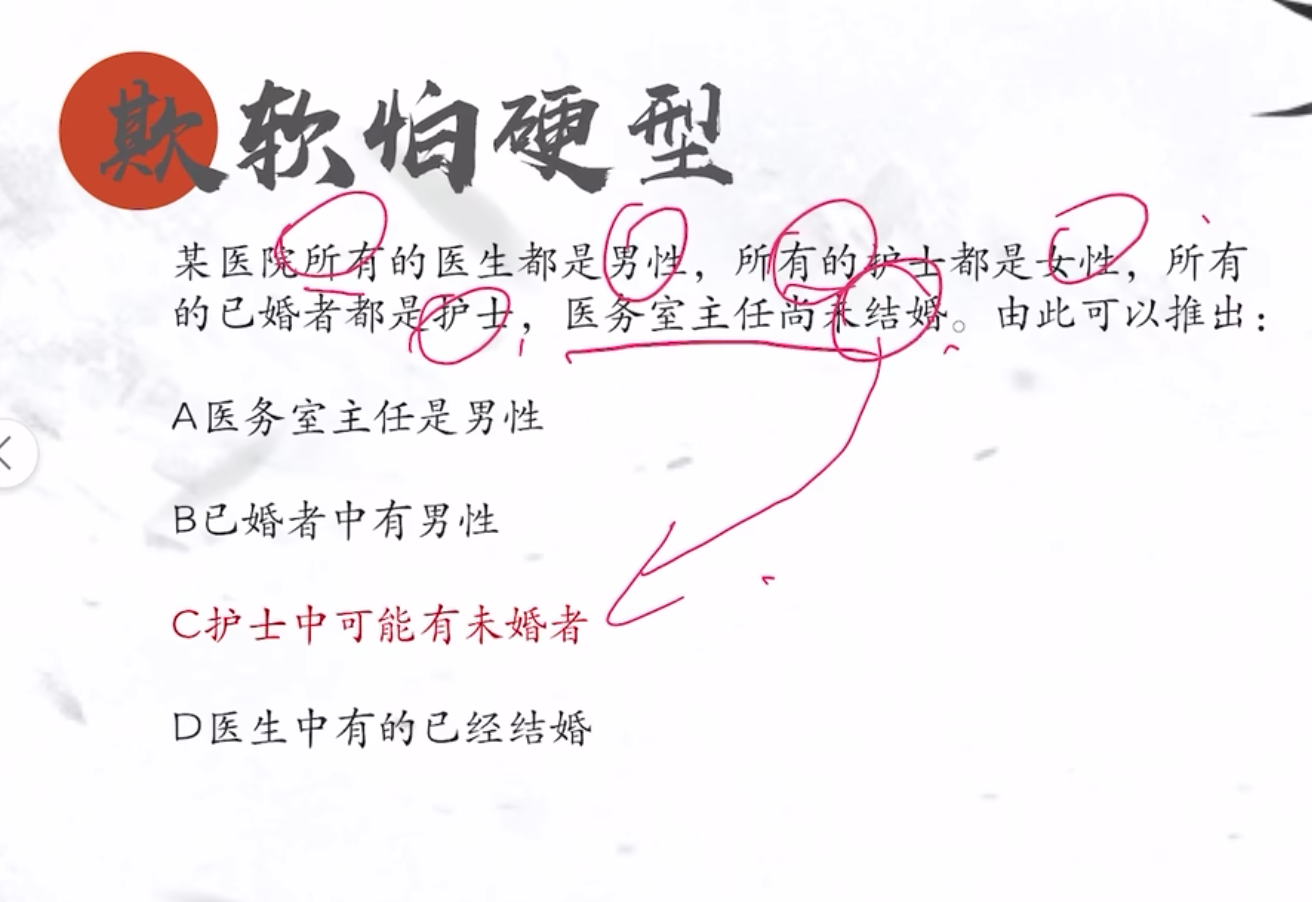 欺软怕硬型
某医院所有的医生都是男性，所有的护士都是女性，所有
的已婚者都是护士，医务室主任尚未结婚。由此可以推出：
A医务室主任是男性
B已婚者中有男性
C护士中可能有未婚者
D医生中有的已经结婚